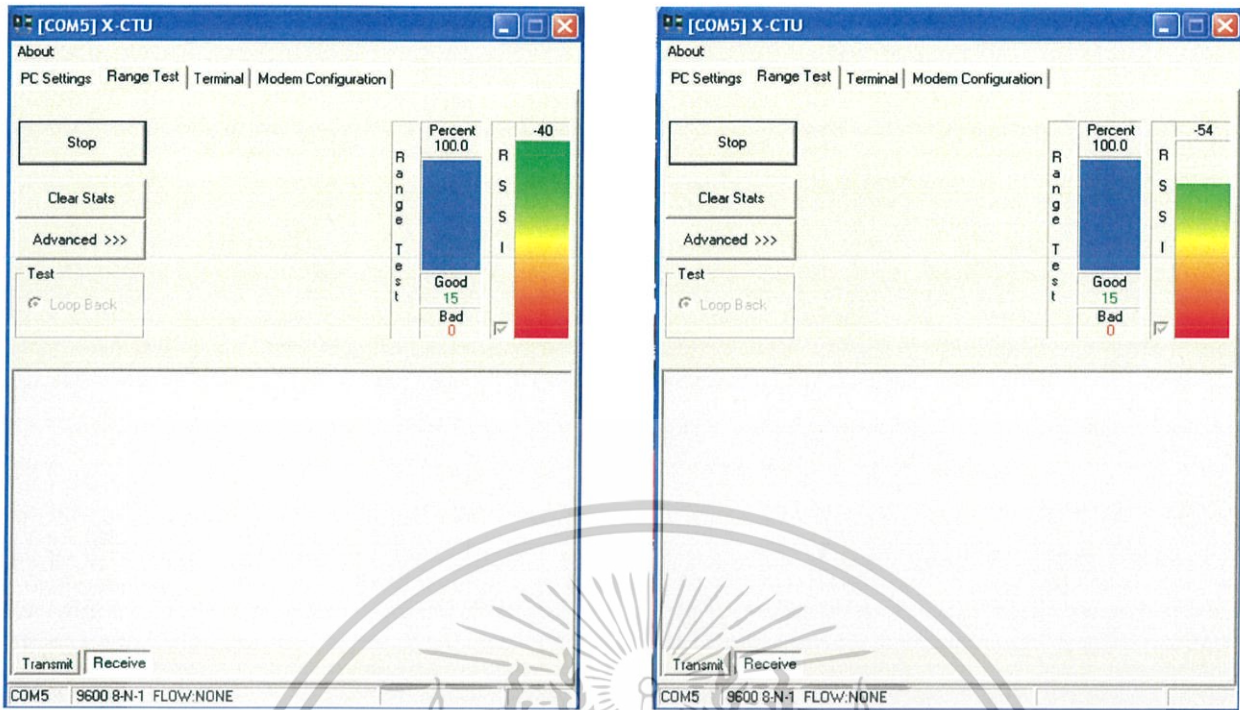 [COM5] X-CTU
About
PC Settings Range Test Terminal Modem Configuration
Stop
Clear Stats
Advanced >>>
Test
Loop Back
Range Test
Percent
100.0
Good
15
Bad
0
RSSI
-40
Transmit Receive
COM5 9600 8-N-1 FLOW:NONE
[COM5] X-CTU
About
PC Settings Range Test Terminal Modem Configuration
Stop
Clear Stats
Advanced >>>
Test
Loop Back
Range Test
Percent
100.0
Good
15
Bad
0
RSSI
-54
Transmit Receive
COM5 9600 8-N-1 FLOW:NONE